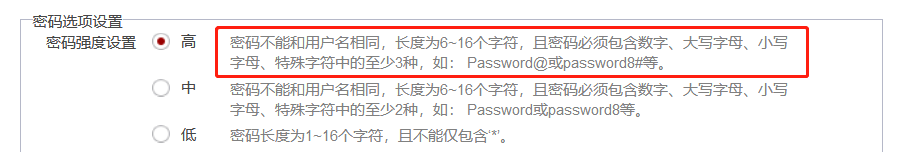 密码选项设置
密码强度设置 高 密码不能和用户名相同，长度为6~16个字符，且密码必须包含数字、大写字母、小写
字母、特殊字符中的至少3种，如： Password@或password8#等。
中 密码不能和用户名相同，长度为6~16个字符，且密码必须包含数字、大写字母、小写
字母、特殊字符中的至少2种，如： Password或password8等。
低 密码长度为1~16个字符，且不能仅包含‘*’。